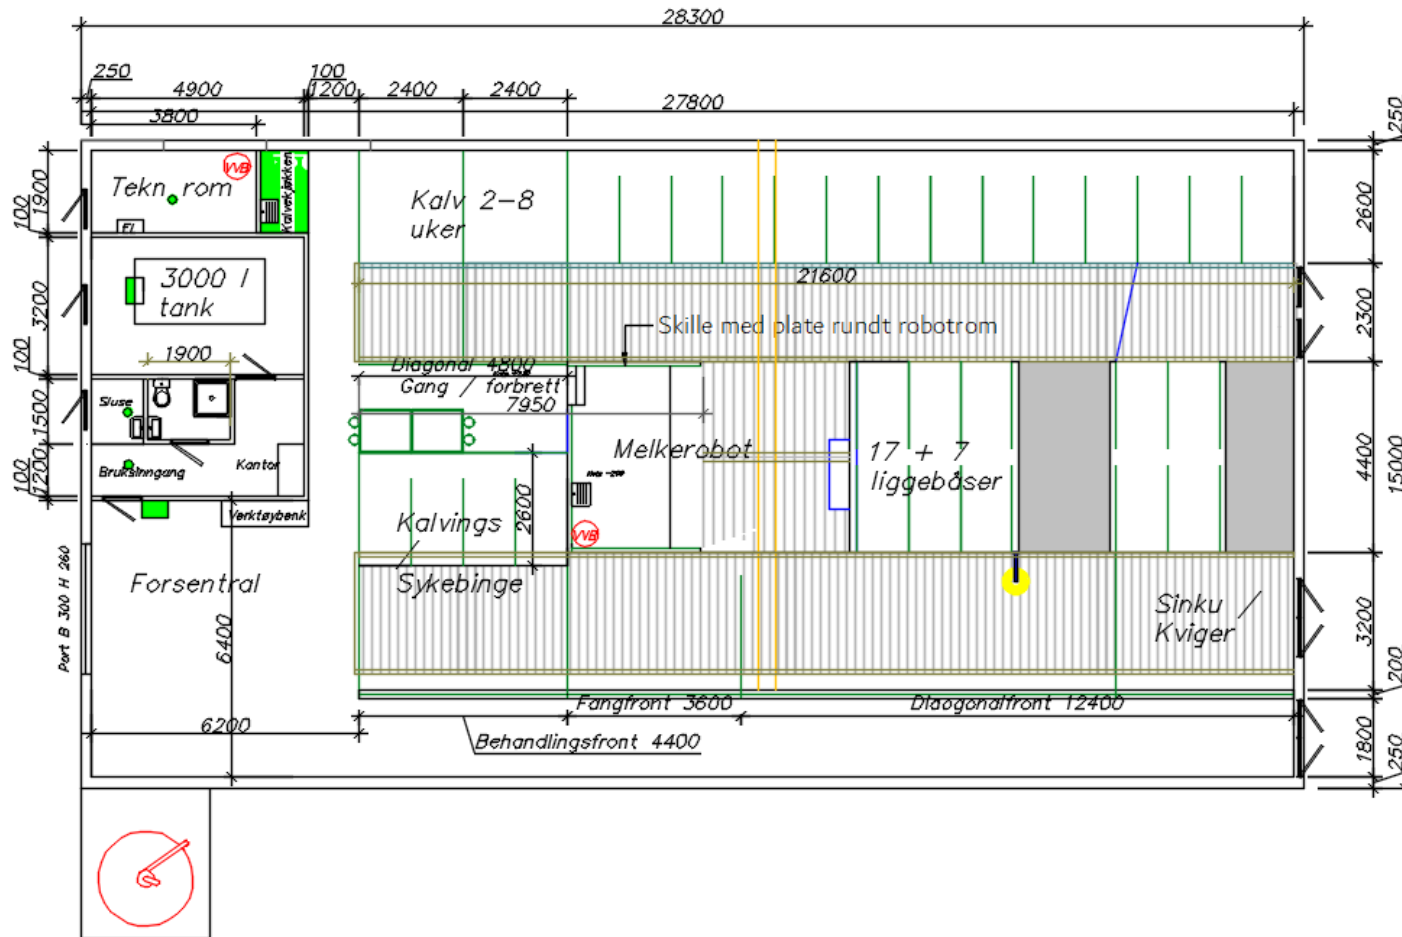 28300
250
4900
100
1200
2400
2400
27800
3800
250
Tekn. rom
VVB
Kalvekjøkken
EL
Kalv 2-8
uker
1900
100
2600
3000 l
tank
21600
3200
2300
Skille med plate rundt robotrom
1900
Diagonal 4800
Gang / forbrett
7950
100
Sluse
1500
Melkerobot
17 + 7
liggebåser
4400
15000
Bruksinngang
Kontor
1200
100
2600
Verktøybenk
Kalvings
VVB
Port B 300 H 260
Forsentral
Sykebinge
Sinku /
Kviger
6400
3200
200
Fangfront 3600
Diaogonalfront 12400
6200
Behandlingsfront 4400
1800
250